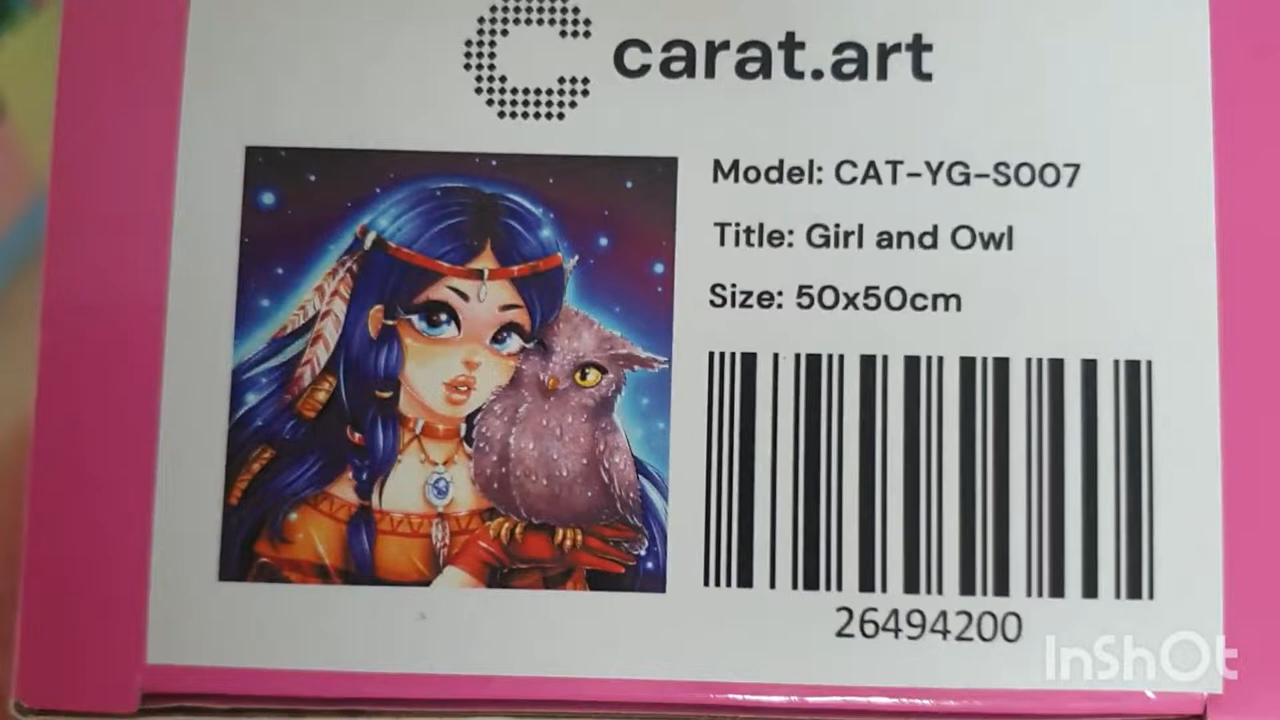 carat.art
Model: CAT-YG-S007
Title: Girl and Owl
Size: 50x50cm
26494200
InShOt